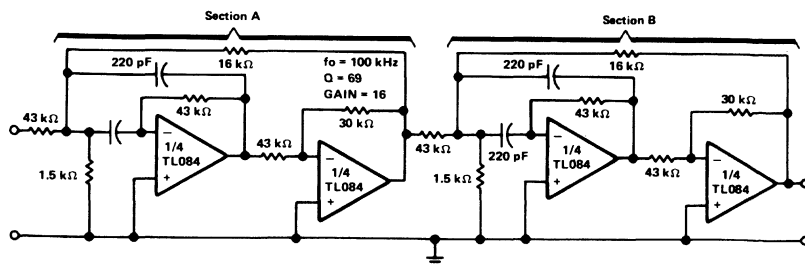 Section A
Section B
16 kΩ
16 kΩ
220 pF
fo = 100 kHz
Q = 69
GAIN = 16
220 pF
43 kΩ
43 kΩ
30 kΩ
43 kΩ
30 kΩ
1.5 kΩ
−
1/4
TL084
+
43 kΩ
−
1/4
TL084
+
43 kΩ
220 pF
1.5 kΩ
−
1/4
TL084
+
43 kΩ
−
1/4
TL084
+